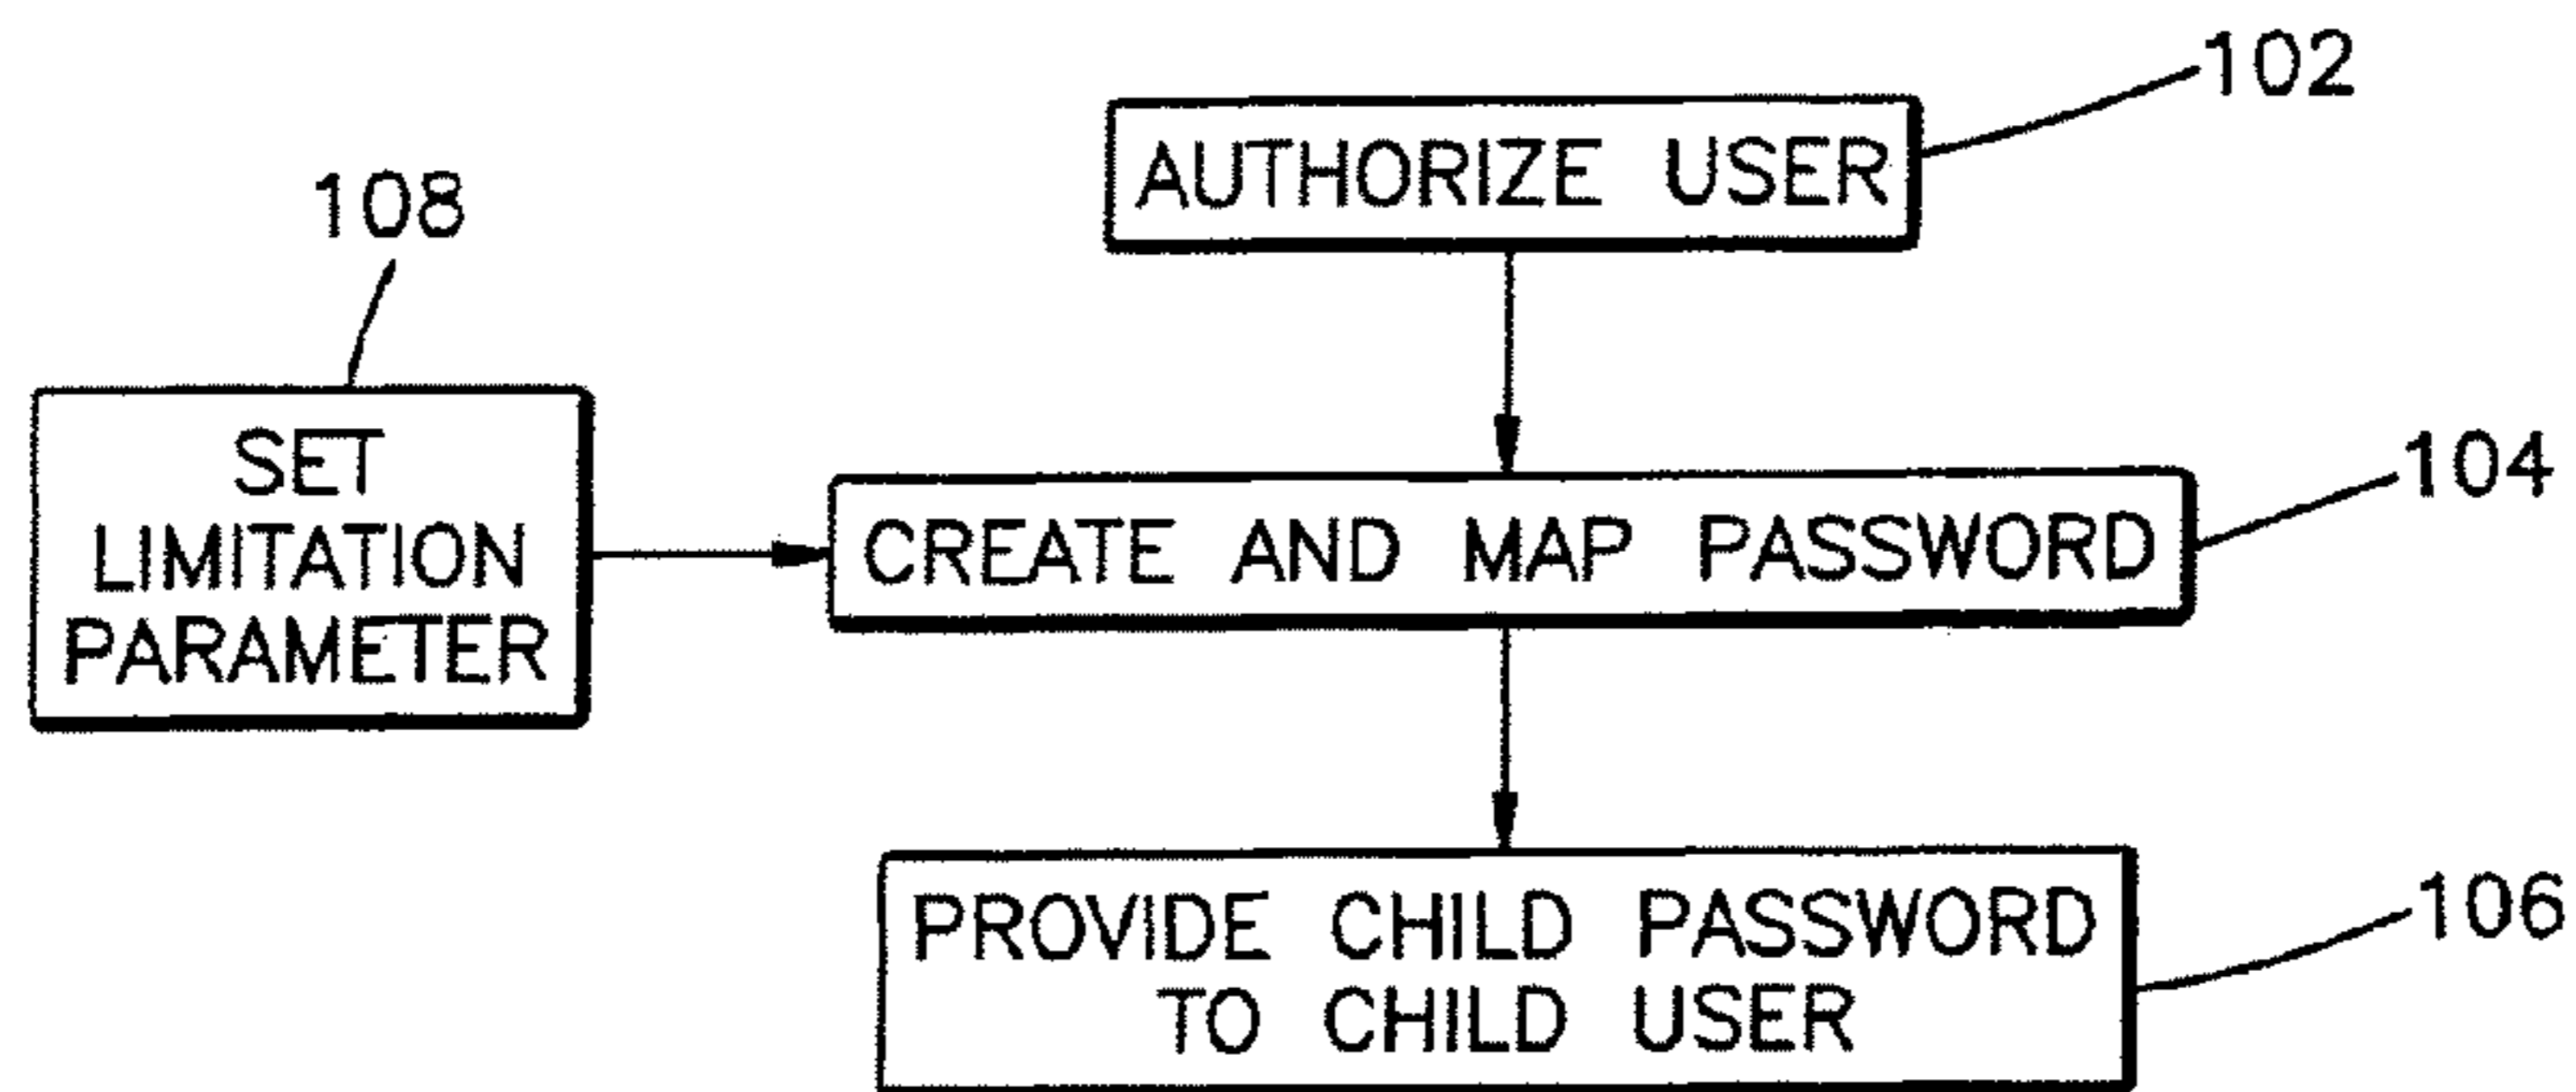 102
AUTHORIZE USER
108
SET
LIMITATION
PARAMETER
104
CREATE AND MAP PASSWORD
106
PROVIDE CHILD PASSWORD
TO CHILD USER